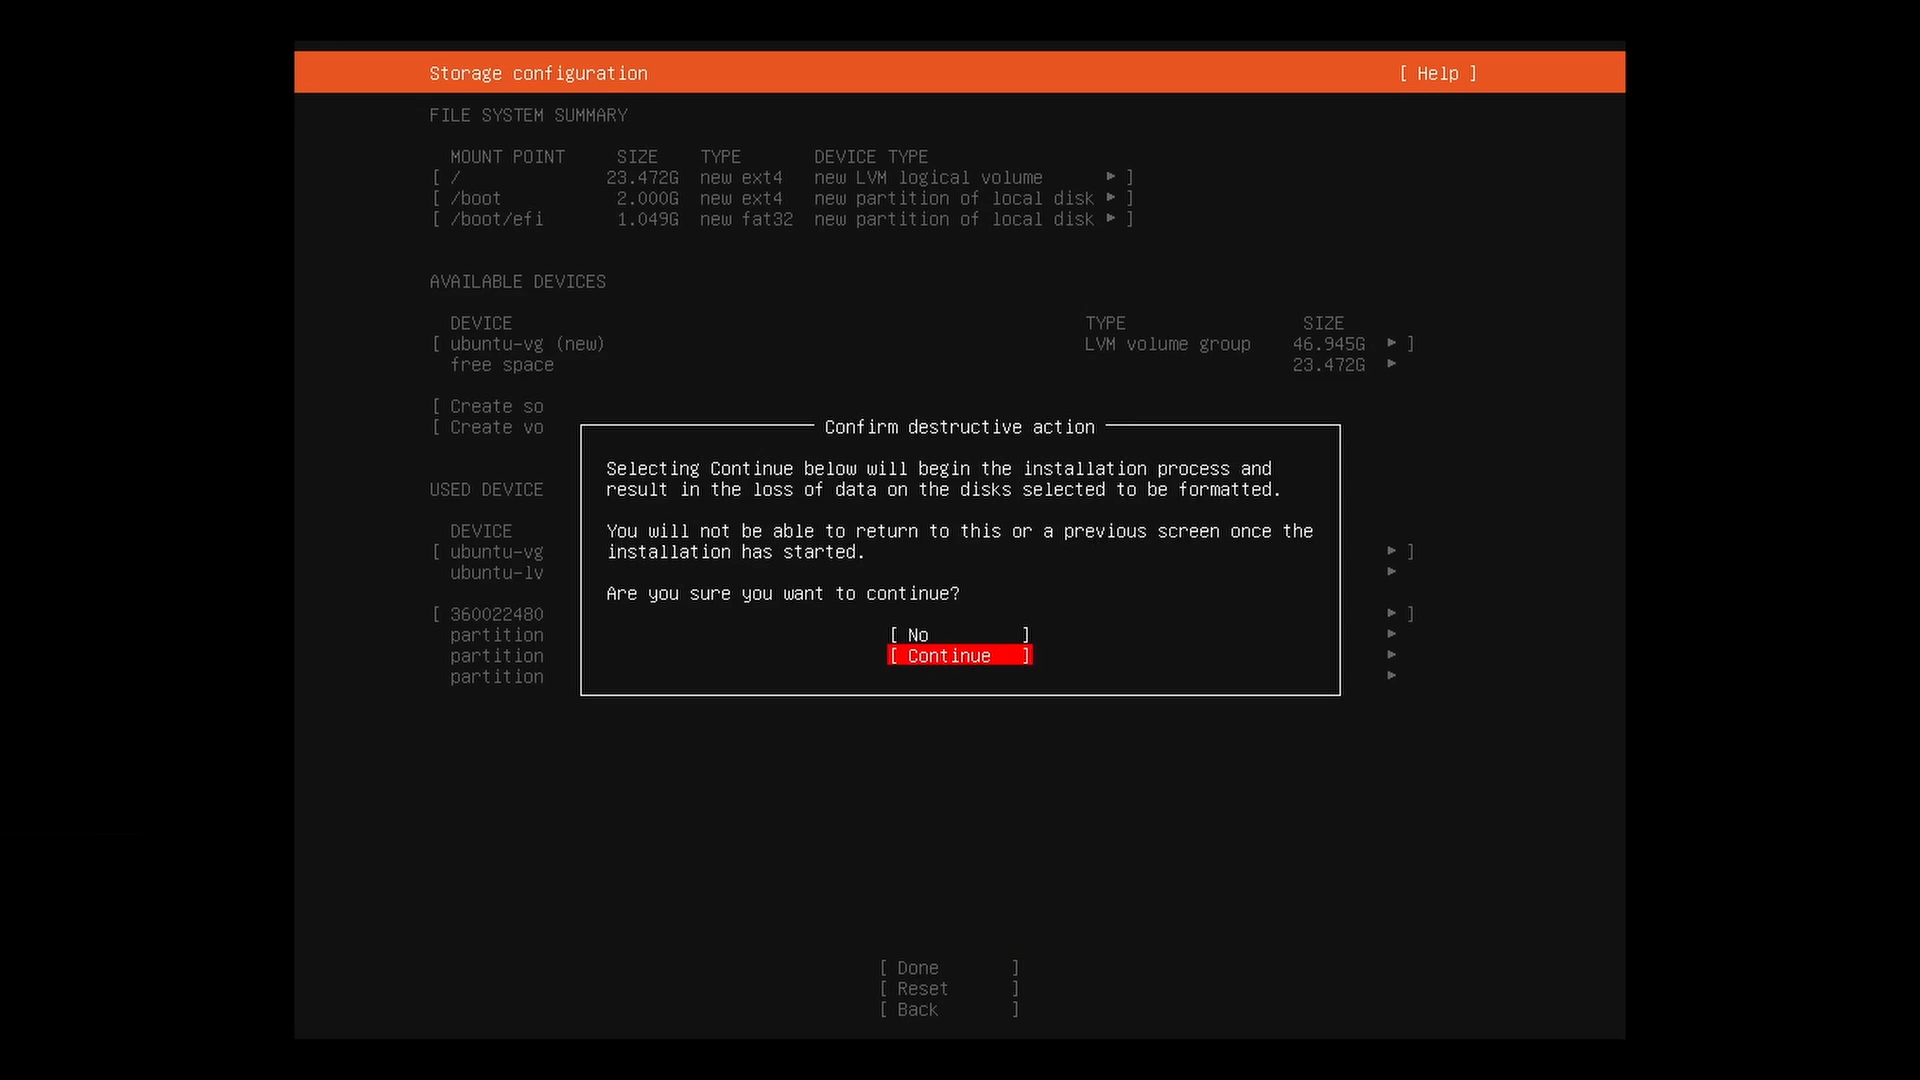 Storage configuration [ Help ]
FILE SYSTEM SUMMARY
MOUNT POINT SIZE TYPE DEVICE TYPE
[ / 23.472G new ext4 new LVM logical volume ▸ ]
[ /boot 2.000G new ext4 new partition of local disk ▸ ]
[ /boot/efi 1.049G new fat32 new partition of local disk ▸ ]
AVAILABLE DEVICES
DEVICE TYPE SIZE
[ ubuntu-vg (new) LVM volume group 46.945G ▸ ]
free space 23.472G ▸
[ Create so
[ Create vo
USED DEVICE
DEVICE
[ ubuntu-vg ▸ ]
ubuntu-lv ▸
[ 360022480 ▸ ]
partition ▸
partition ▸
partition ▸
Confirm destructive action
Selecting Continue below will begin the installation process and
result in the loss of data on the disks selected to be formatted.
You will not be able to return to this or a previous screen once the
installation has started.
Are you sure you want to continue?
[ No ]
[ Continue ]
[ Done ]
[ Reset ]
[ Back ]